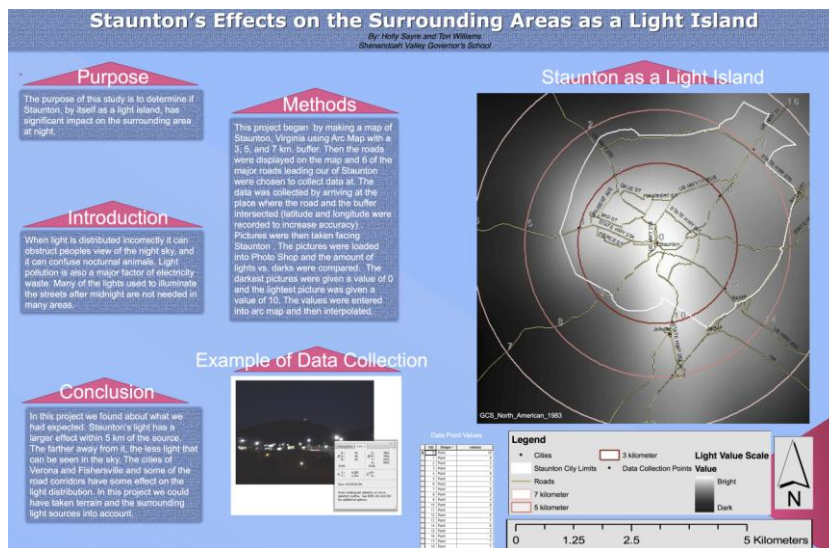 Staunton's Effects on the Surrounding Areas as a Light Island
By: Holly Sayre and Tori Williams
Shenandoah Valley Governor's School
Purpose
The purpose of this study is to determine if
Staunton, by itself as a light island, has
significant impact on the surrounding area
at night.
Introduction
When light is distributed incorrectly it can
obstruct peoples view of the night sky, and
it can confuse nocturnal animals. Light
pollution is also a major factor of electricity
waste. Many of the lights used to illuminate
the streets after midnight are not needed in
many areas.
Conclusion
In this project we found about what we
had expected. Staunton's light has a
larger effect within 5 km of the source.
The farther away from it, the less light that
can be seen in the sky. The cities of
Verona and Fishersville and some of the
road corridors have some effect on the
light distribution. In this project we could
have taken terrain and the surrounding
light sources into account.
Methods
This project began by making a map of
Staunton, Virginia using Arc Map with a
3, 5, and 7 km. buffer. Then the roads
were displayed on the map and 6 of the
major roads leading our of Staunton
were chosen to collect data at. The
data was collected by arriving at the
place where the road and the buffer
intersected (latitude and longitude were
recorded to increase accuracy).
Pictures were then taken facing
Staunton . The pictures were loaded
into Photo Shop and the amount of
lights vs. darks were compared. The
darkest pictures were given a value of 0
and the lightest picture was given a
value of 10. The values were entered
into arc map and then interpolated.
Example of Data Collection
Data Point Values
Staunton as a Light Island
Staunton
GCS_North_American_1983
Legend
Cities
Staunton City Limits
Roads
7 kilometer
5 kilometer
3 kilometer
Data Collection Points
Light Value Scale
Value
Bright
Dark
N
0 1.25 2.5 5 Kilometers